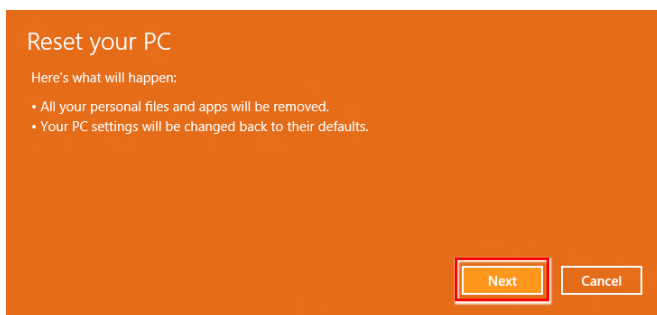 Reset your PC
Here's what will happen:
• All your personal files and apps will be removed.
• Your PC settings will be changed back to their defaults.
Next Cancel